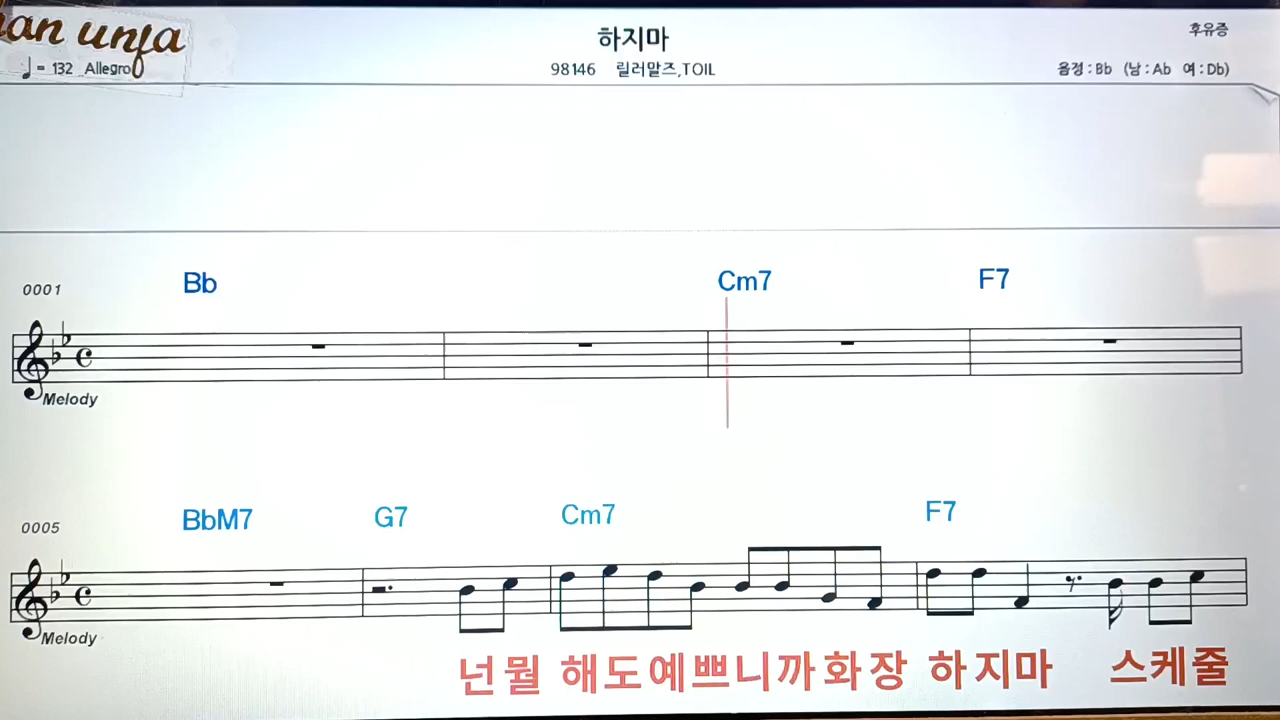 unfa
하지마
후유증
= 132 Allegro
98146 릴러말즈,TOIL
음정 : Bb (남 : Ab 여 : Db)
0001 Bb Cm7 F7
Melody
0005 BbM7 G7 Cm7 F7
Melody
넌뭘 해도예쁘니까화장 하지마 스케줄